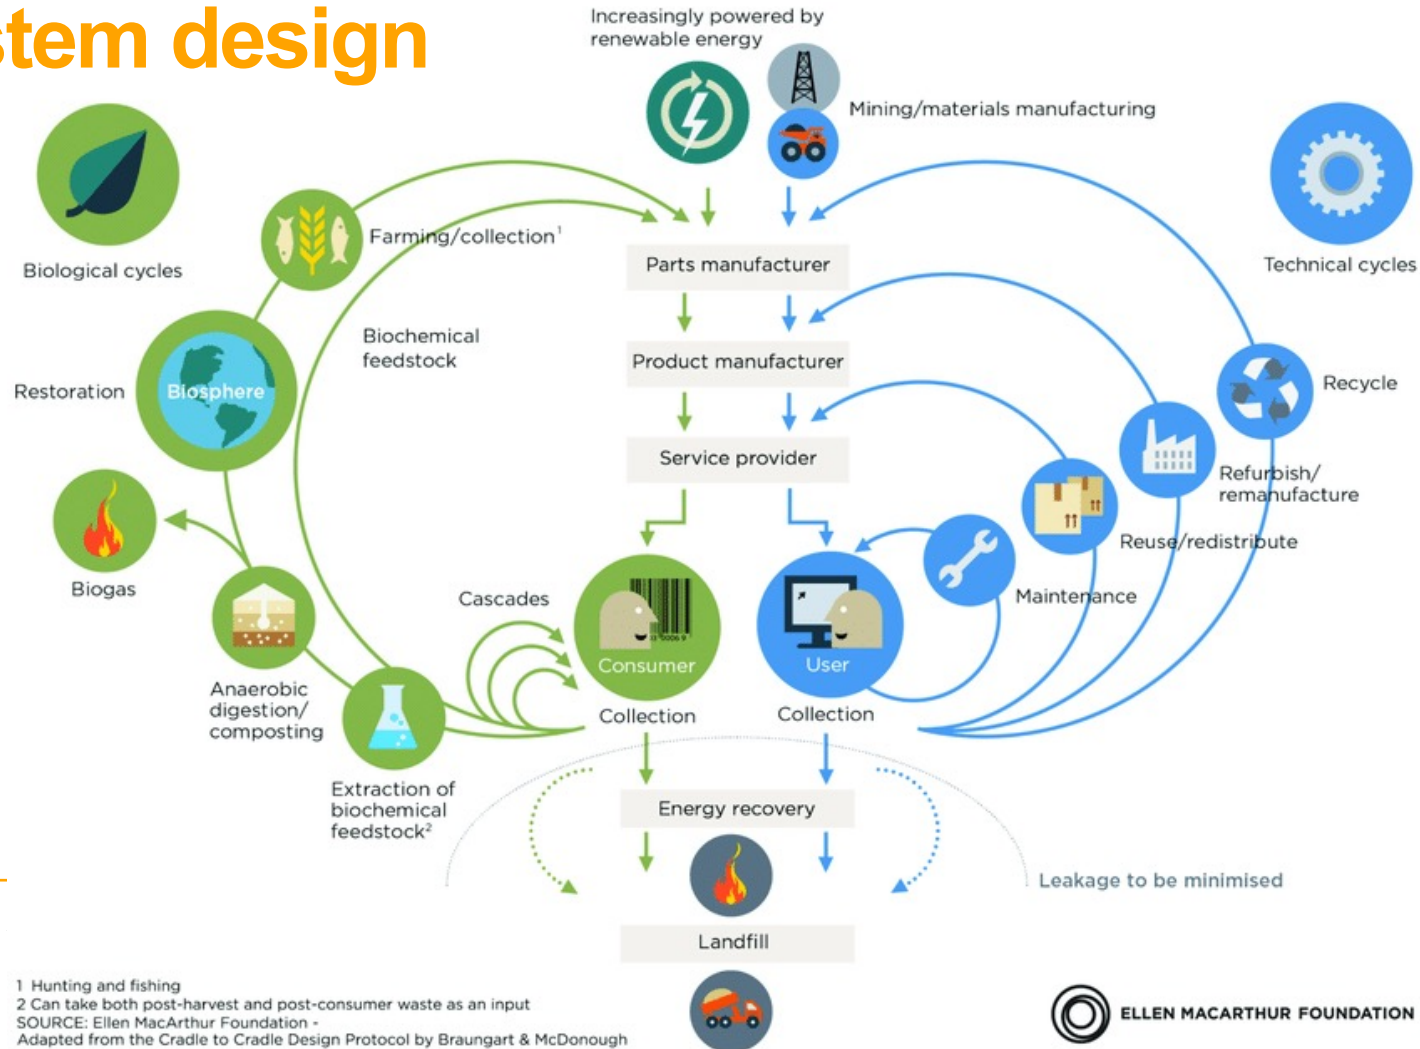 stem design
Increasingly powered by
renewable energy
Mining/materials manufacturing
Biological cycles
Technical cycles
Farming/collection¹
Parts manufacturer
Biochemical
feedstock
Product manufacturer
Restoration
Biosphere
Recycle
Service provider
Refurbish/
remanufacture
Reuse/redistribute
Biogas
Cascades
Maintenance
Consumer
User
Anaerobic
digestion/
composting
Collection
Collection
Extraction of
biochemical
feedstock²
Energy recovery
Leakage to be minimised
Landfill
1 Hunting and fishing
2 Can take both post-harvest and post-consumer waste as an input
SOURCE: Ellen MacArthur Foundation -
Adapted from the Cradle to Cradle Design Protocol by Braungart & McDonough
ELLEN MACARTHUR FOUNDATION